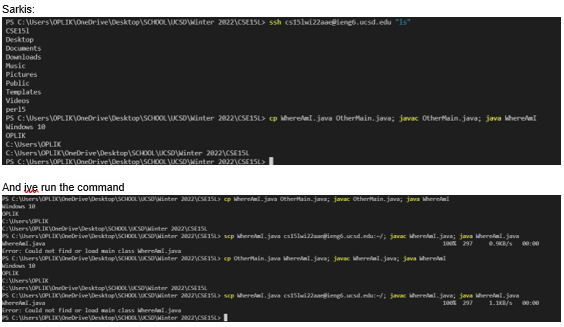 Sarkis:
PS C:\Users\OPLIK\OneDrive\Desktop\SCHOOL\UCSD\Winter 2022\CSE15L> ssh cs15lwi22aae@ieng6.ucsd.edu "ls"
CSE15l
Desktop
Documents
Downloads
Music
Pictures
Public
Templates
Videos
perl5
PS C:\Users\OPLIK\OneDrive\Desktop\SCHOOL\UCSD\Winter 2022\CSE15L> cp WhereAmI.java OtherMain.java; javac OtherMain.java; java WhereAmI
Windows 10
OPLIK
C:\Users\OPLIK
C:\Users\OPLIK\OneDrive\Desktop\SCHOOL\UCSD\Winter 2022\CSE15L
PS C:\Users\OPLIK\OneDrive\Desktop\SCHOOL\UCSD\Winter 2022\CSE15L>
And ive run the command
PS C:\Users\OPLIK\OneDrive\Desktop\SCHOOL\UCSD\Winter 2022\CSE15L> cp WhereAmI.java OtherMain.java; javac OtherMain.java; java WhereAmI
Windows 10
OPLIK
C:\Users\OPLIK
C:\Users\OPLIK\OneDrive\Desktop\SCHOOL\UCSD\Winter 2022\CSE15L
PS C:\Users\OPLIK\OneDrive\Desktop\SCHOOL\UCSD\Winter 2022\CSE15L> scp WhereAmI.java cs15lwi22aae@ieng6.ucsd.edu:~/; javac WhereAmI.java; java WhereAmI.java
WhereAmI.java 100% 297 0.9KB/s 00:00
Error: Could not find or load main class WhereAmI.java
PS C:\Users\OPLIK\OneDrive\Desktop\SCHOOL\UCSD\Winter 2022\CSE15L> cp OtherMain.java WhereAmI.java; javac WhereAmI.java; java WhereAmI
Windows 10
OPLIK
C:\Users\OPLIK
C:\Users\OPLIK\OneDrive\Desktop\SCHOOL\UCSD\Winter 2022\CSE15L
PS C:\Users\OPLIK\OneDrive\Desktop\SCHOOL\UCSD\Winter 2022\CSE15L> scp WhereAmI.java cs15lwi22aae@ieng6.ucsd.edu:~/; javac WhereAmI.java; java WhereAmI.java
WhereAmI.java 100% 297 1.1KB/s 00:00
Error: Could not find or load main class WhereAmI.java
PS C:\Users\OPLIK\OneDrive\Desktop\SCHOOL\UCSD\Winter 2022\CSE15L>